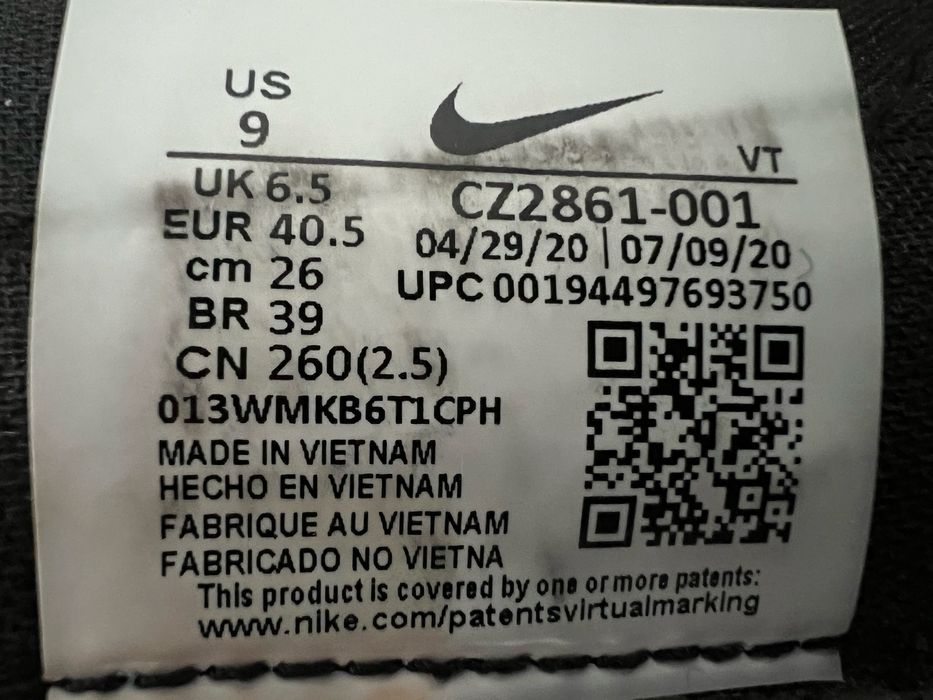 US
9
VT
UK 6.5
CZ2861-001
EUR 40.5
04/29/20 | 07/09/20
cm 26
UPC 00194497693750
BR 39
CN 260(2.5)
013WMKB6T1CPH
MADE IN VIETNAM
HECHO EN VIETNAM
FABRIQUE AU VIETNAM
FABRICADO NO VIETNA
This product is covered by one or more patents:
www.nike.com/patentsvirtualmarking